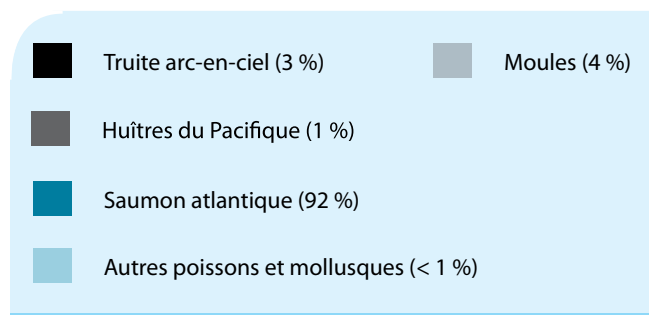 Truite arc-en-ciel (3 %)
Moules (4 %)
Huîtres du Pacifique (1 %)
Saumon atlantique (92 %)
Autres poissons et mollusques (< 1 %)